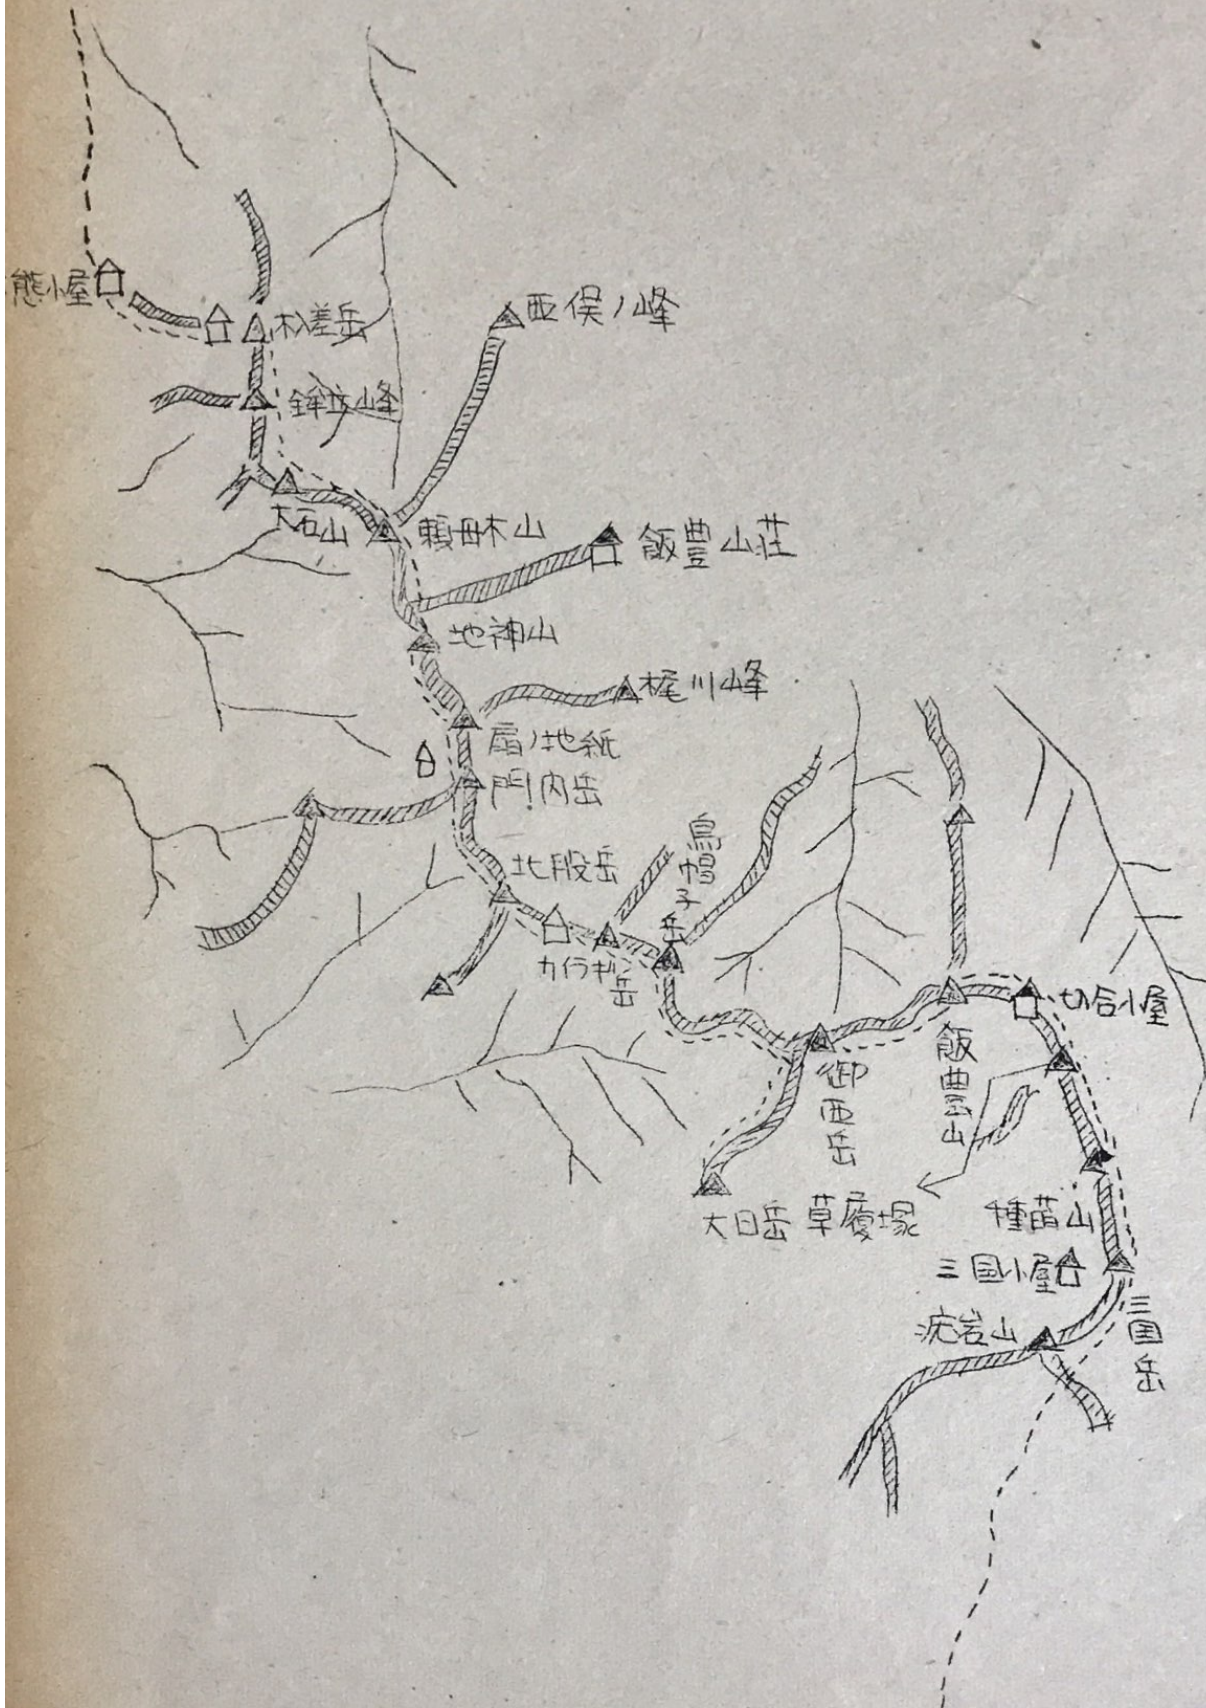 熊小屋
杁差岳
西俣ノ峰
鉾立峰
大石山
頼母木山
飯豊山荘
地神山
梶川峰
扇ノ地紙
門内岳
北股岳
烏帽子岳
カイラギ岳
切合小屋
御西岳
飯豊山
大日岳
草履塚
種蒔山
三国小屋
三国岳
疣岩山